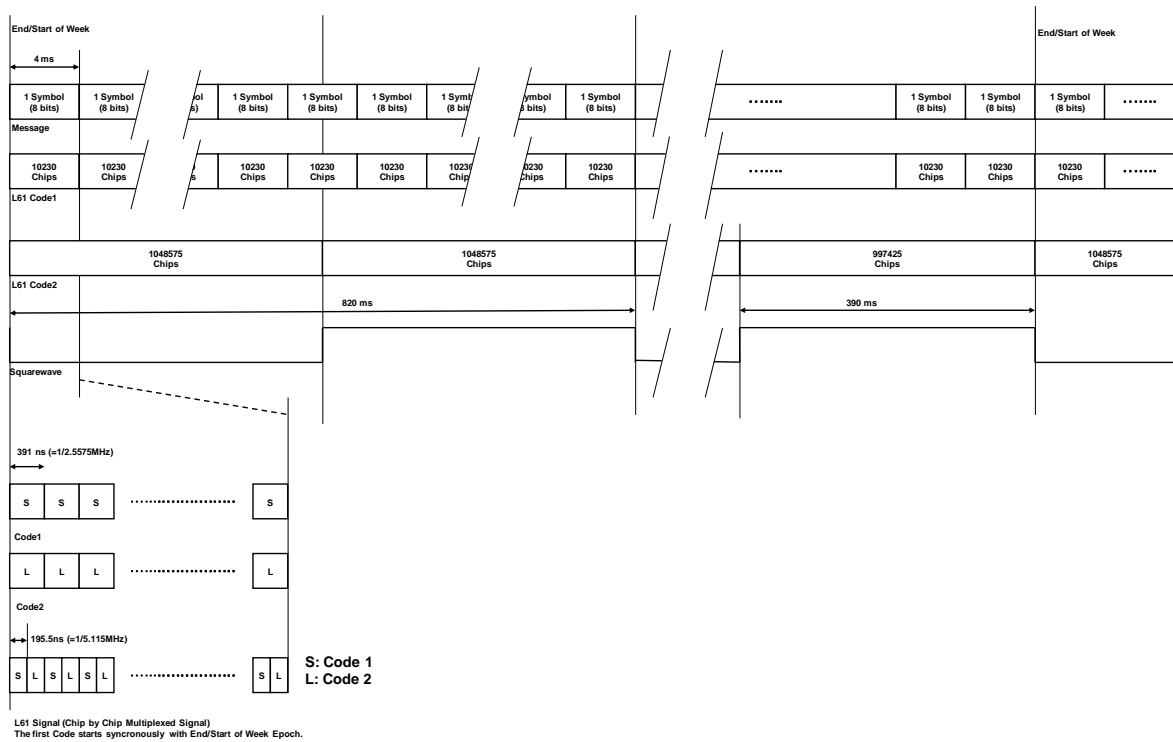 End/Start of Week
End/Start of Week
4 ms
1 Symbol
(8 bits)
1 Symbol
(8 bits)
1 Symbol
(8 bits)
1 Symbol
(8 bits)
1 Symbol
(8 bits)
(8 bit
1 Symbol
(8 bits)
.......
1 Symbol
(8 bits)
1 Symbol
(8 bits)
1 Symbol
(8 bits)
.......
Message
10230
Chips
10230
Chips
10230
Chips
10230
Chips
10230
Chips
10230
Chips
.......
10230
Chips
10230
Chips
10230
Chips
.......
L61 Code1
1048575
Chips
1048575
Chips
997425
Chips
1048575
Chips
L61 Code2
820 ms
390 ms
Squarewave
391 ns (=1/2.5575MHz)
S S S S
Code1
L L L L
Code2
195.5ns (=1/5.115MHz)
S L S L S L S L
S: Code 1
L: Code 2
L61 Signal (Chip by Chip Multiplexed Signal)
The first Code starts syncronously with End/Start of Week Epoch.